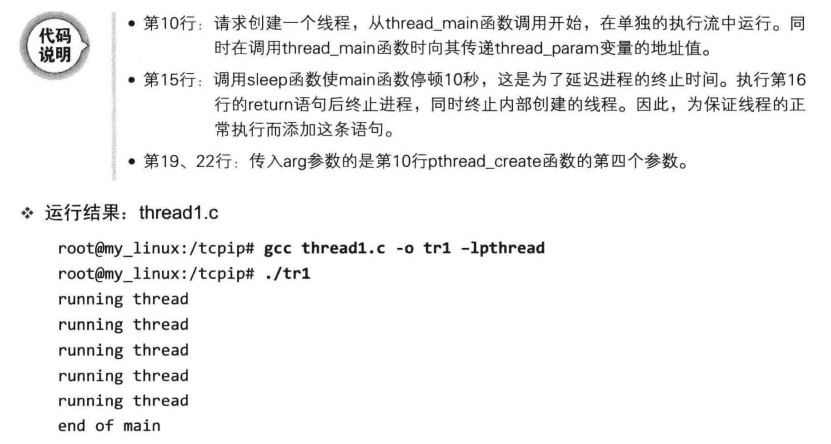 代码
说明
• 第10行：请求创建一个线程，从thread_main函数调用开始，在单独的执行流中运行。同
时在调用thread_main函数时向其传递thread_param变量的地址值。
• 第15行：调用sleep函数使main函数停顿10秒，这是为了延迟进程的终止时间。执行第16
行的return语句后终止进程，同时终止内部创建的线程。因此，为保证线程的正
常执行而添加这条语句。
• 第19、22行：传入arg参数的是第10行pthread_create函数的第四个参数。
❖ 运行结果：thread1.c
root@my_linux:/tcpip# gcc thread1.c -o tr1 –lpthread
root@my_linux:/tcpip# ./tr1
running thread
running thread
running thread
running thread
running thread
end of main